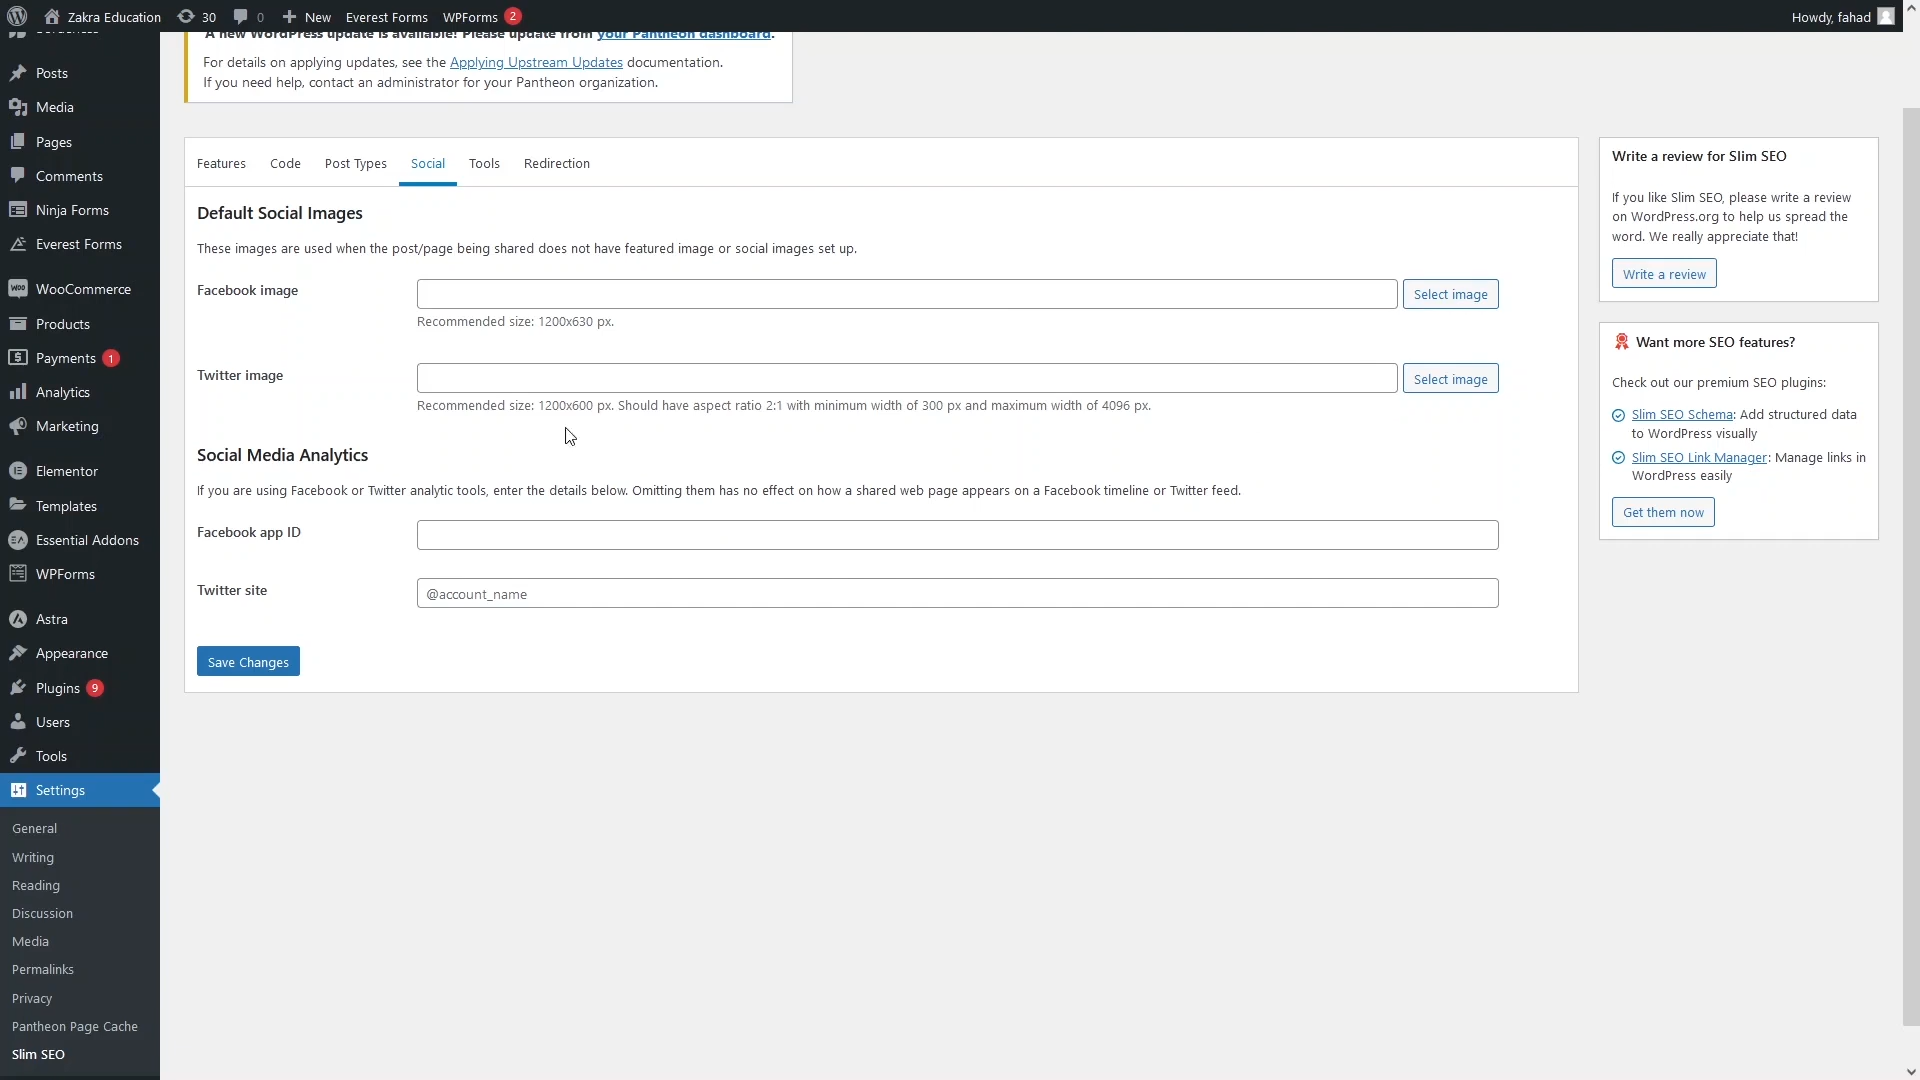 Zakra Education
30
0
New
Everest Forms
WPForms
2
Howdy, fahad
Posts
Media
Pages
Comments
Ninja Forms
Everest Forms
WooCommerce
Products
Payments
1
Analytics
Marketing
Elementor
Templates
Essential Addons
WPForms
Astra
Appearance
Plugins
9
Users
Tools
Settings
General
Writing
Reading
Discussion
Media
Permalinks
Privacy
Pantheon Page Cache
Slim SEO
A new WordPress update is available! Please update from your Pantheon dashboard.
For details on applying updates, see the Applying Upstream Updates documentation.
If you need help, contact an administrator for your Pantheon organization.
Features
Code
Post Types
Social
Tools
Redirection
Default Social Images
These images are used when the post/page being shared does not have featured image or social images set up.
Facebook image
Select image
Recommended size: 1200x630 px.
Twitter image
Select image
Recommended size: 1200x600 px. Should have aspect ratio 2:1 with minimum width of 300 px and maximum width of 4096 px.
Social Media Analytics
If you are using Facebook or Twitter analytic tools, enter the details below. Omitting them has no effect on how a shared web page appears on a Facebook timeline or Twitter feed.
Facebook app ID
Twitter site
@account_name
Save Changes
Write a review for Slim SEO
If you like Slim SEO, please write a review
on WordPress.org to help us spread the
word. We really appreciate that!
Write a review
Want more SEO features?
Check out our premium SEO plugins:
Slim SEO Schema: Add structured data
to WordPress visually
Slim SEO Link Manager: Manage links in
WordPress easily
Get them now